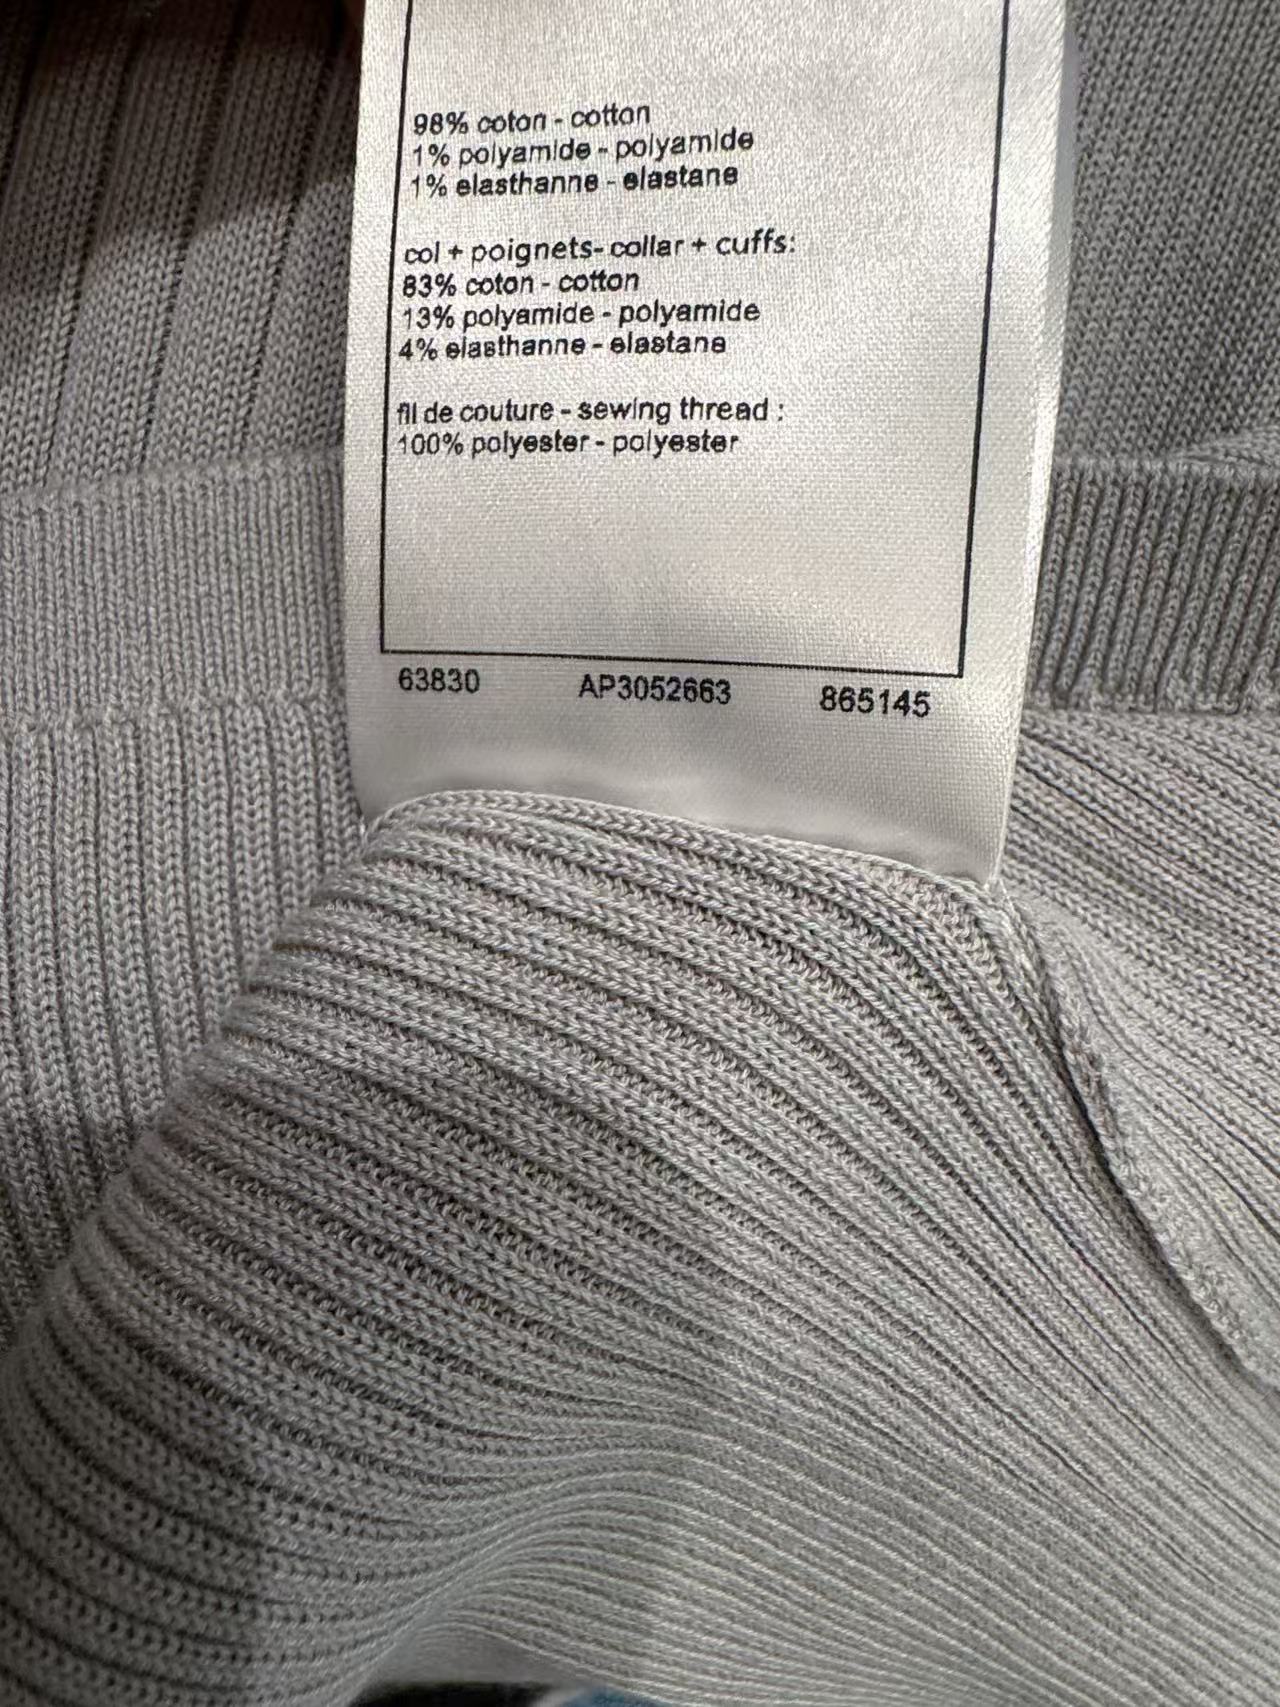 98% coton - cotton
1% polyamide - polyamide
1% elasthanne - elastane
col + poignets- collar + cuffs:
83% coton - cotton
13% polyamide - polyamide
4% elasthanne - elastane
fil de couture - sewing thread :
100% polyester - polyester
63830 AP3052663 865145